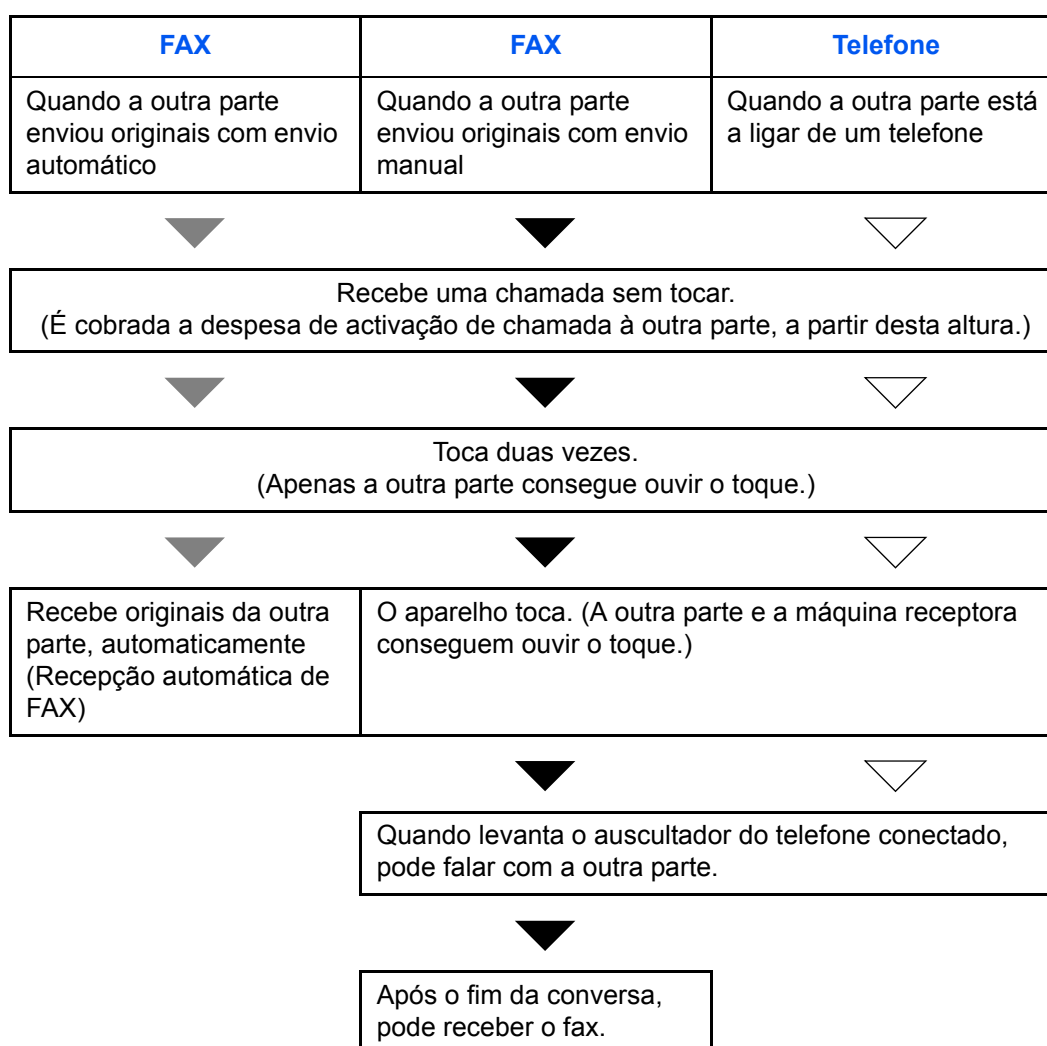 FAX
FAX
Telefone
Quando a outra parte
enviou originais com envio
automático
Quando a outra parte
enviou originais com envio
manual
Quando a outra parte está
a ligar de um telefone
Recebe uma chamada sem tocar.
(É cobrada a despesa de activação de chamada à outra parte, a partir desta altura.)
Toca duas vezes.
(Apenas a outra parte consegue ouvir o toque.)
Recebe originais da outra
parte, automaticamente
(Recepção automática de
FAX)
O aparelho toca. (A outra parte e a máquina receptora
conseguem ouvir o toque.)
Quando levanta o auscultador do telefone conectado,
pode falar com a outra parte.
Após o fim da conversa,
pode receber o fax.